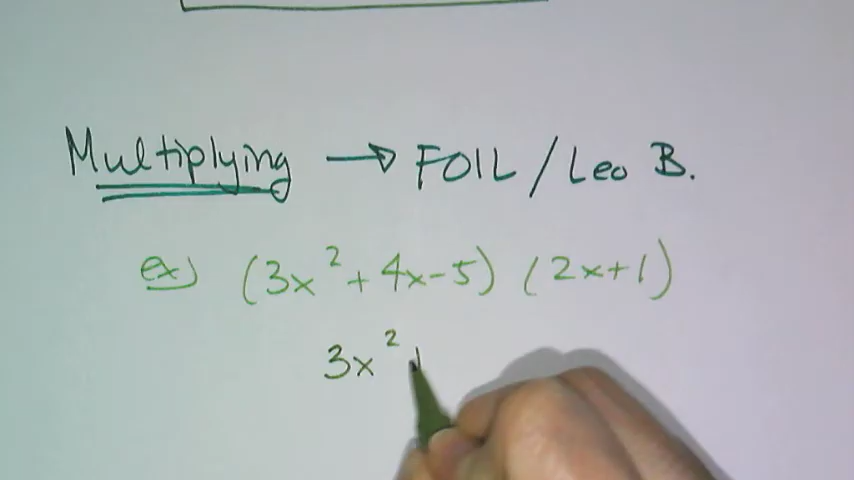 Multiplying → FOIL / Leo B.
ex) (3x² + 4x - 5) (2x + 1)
3x²